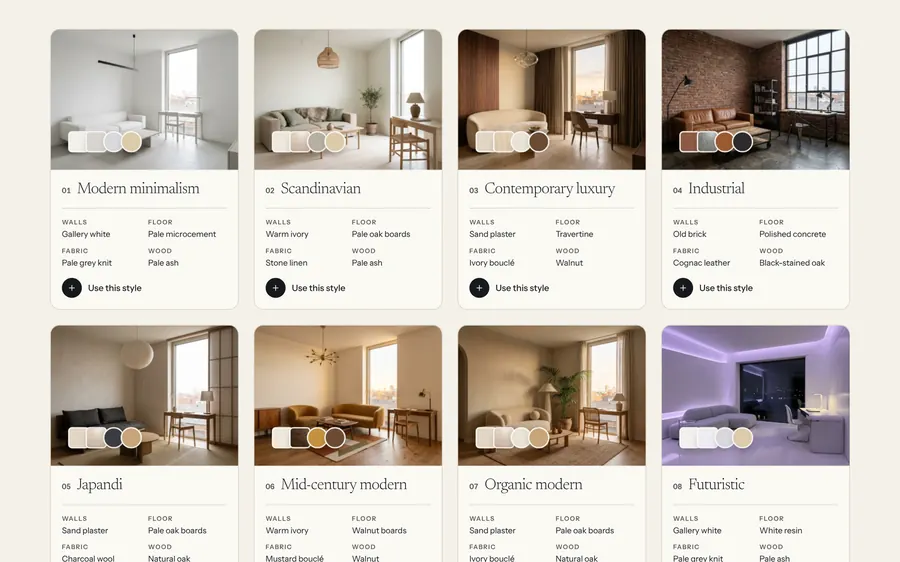 01 Modern minimalism
WALLS FLOOR
Gallery white Pale microcement
FABRIC WOOD
Pale grey knit Pale ash
+ Use this style
02 Scandinavian
WALLS FLOOR
Warm ivory Pale oak boards
FABRIC WOOD
Stone linen Pale ash
+ Use this style
03 Contemporary luxury
WALLS FLOOR
Sand plaster Travertine
FABRIC WOOD
Ivory bouclé Walnut
+ Use this style
04 Industrial
WALLS FLOOR
Old brick Polished concrete
FABRIC WOOD
Cognac leather Black-stained oak
+ Use this style
05 Japandi
WALLS FLOOR
Sand plaster Pale oak boards
FABRIC WOOD
Charcoal wool Natural oak
06 Mid-century modern
WALLS FLOOR
Warm ivory Walnut boards
FABRIC WOOD
Mustard bouclé Walnut
07 Organic modern
WALLS FLOOR
Sand plaster Pale oak boards
FABRIC WOOD
Ivory bouclé Natural oak
08 Futuristic
WALLS FLOOR
Gallery white White resin
FABRIC WOOD
Pale grey knit Pale ash